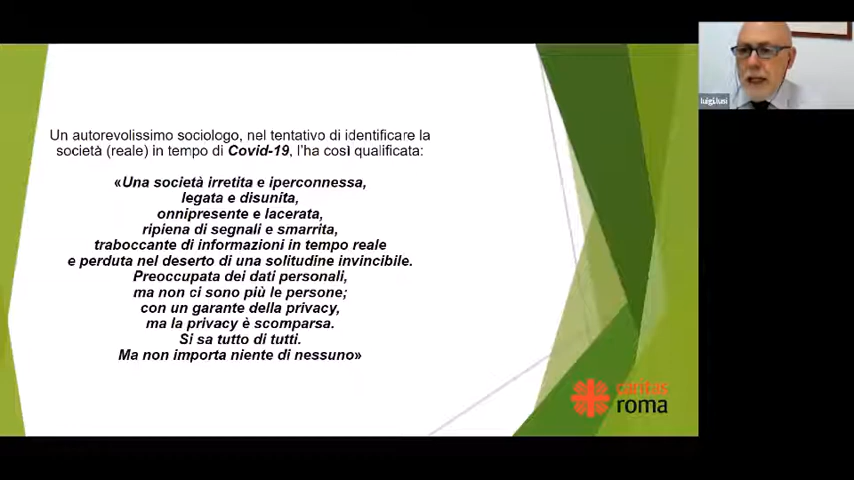 Un autorevolissimo sociologo, nel tentativo di identificare la
società (reale) in tempo di Covid-19, l'ha così qualificata:
«Una società irretita e iperconnessa,
legata e disunita,
onnipresente e lacerata,
ripiena di segnali e smarrita,
traboccante di informazioni in tempo reale
e perduta nel deserto di una solitudine invincibile.
Preoccupata dei dati personali,
ma non ci sono più le persone;
con un garante della privacy,
ma la privacy è scomparsa.
Si sa tutto di tutti.
Ma non importa niente di nessuno»
caritas
roma
luigi.lusi